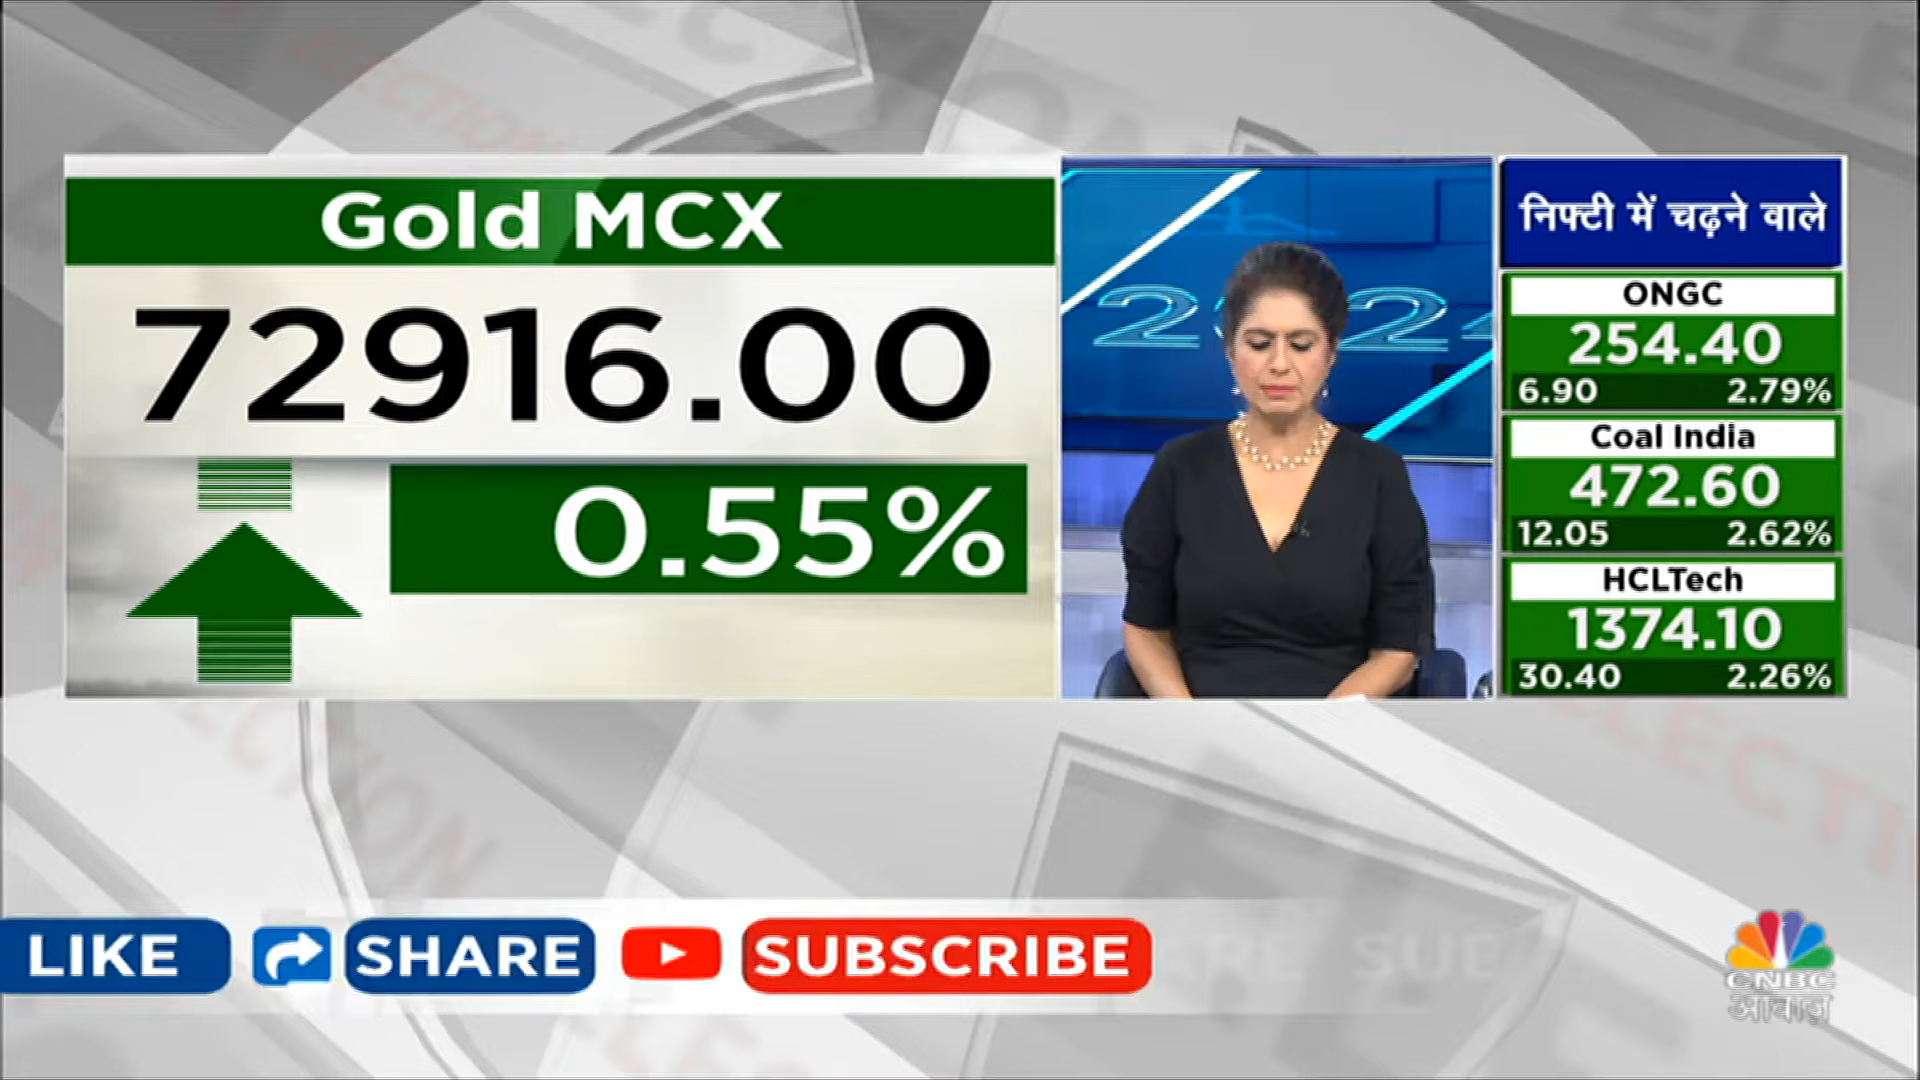 Gold MCX
72916.00
0.55%
निफ्टी में चढ़ने वाले
ONGC
254.40
6.90 2.79%
Coal India
472.60
12.05 2.62%
HCLTech
1374.10
30.40 2.26%
LIKE SHARE SUBSCRIBE
CNBC
आवाज़